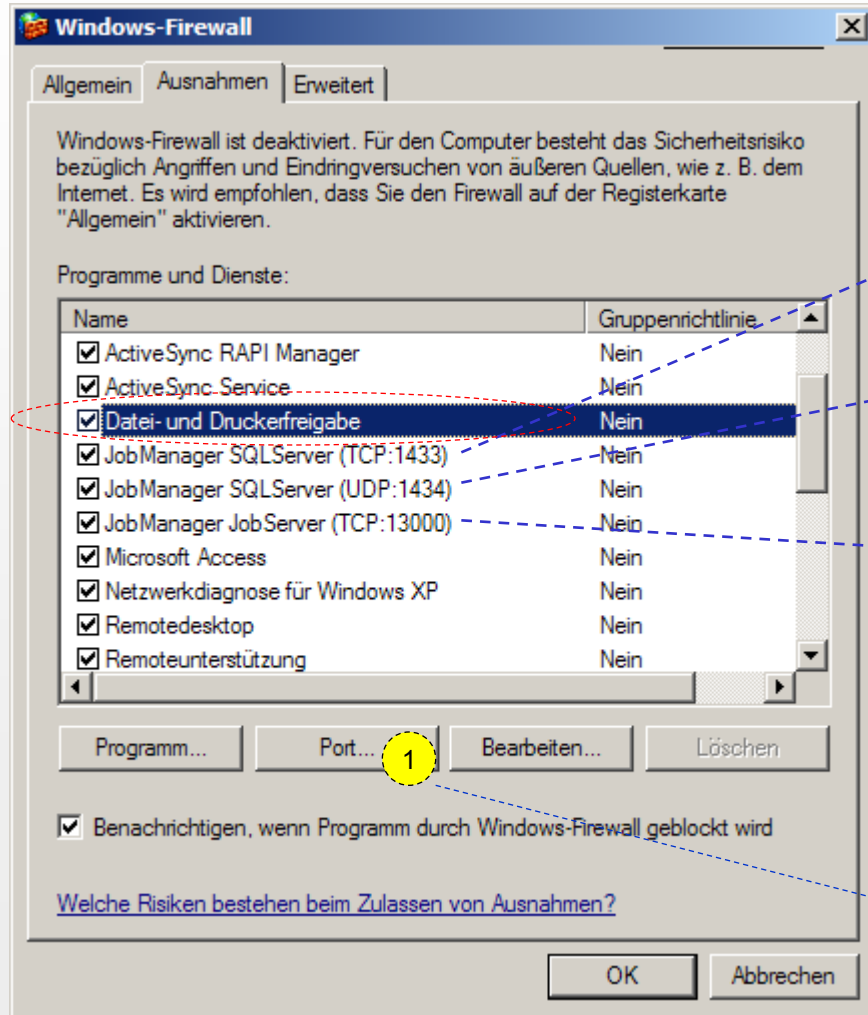 Windows-Firewall
Allgemein Ausnahmen Erweitert
Windows-Firewall ist deaktiviert. Für den Computer besteht das Sicherheitsrisiko
bezüglich Angriffen und Eindringversuchen von äußeren Quellen, wie z. B. dem
Internet. Es wird empfohlen, dass Sie den Firewall auf der Registerkarte
"Allgemein" aktivieren.
Programme und Dienste:
Name Gruppenrichtlinie
ActiveSync RAPI Manager Nein
ActiveSync Service Nein
Datei- und Druckerfreigabe Nein
JobManager SQLServer (TCP:1433) Nein
JobManager SQLServer (UDP:1434) Nein
JobManager JobServer (TCP:13000) Nein
Microsoft Access Nein
Netzwerkdiagnose für Windows XP Nein
Remotedesktop Nein
Remoteunterstützung Nein
Programm... Port... 1 Bearbeiten... Löschen
Benachrichtigen, wenn Programm durch Windows-Firewall geblockt wird
Welche Risiken bestehen beim Zulassen von Ausnahmen?
OK Abbrechen